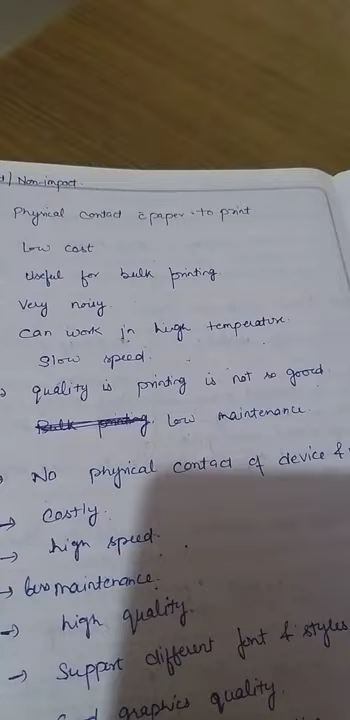 / Non-impact.
Physical contact c̄ paper to print
Low cost
Useful for bulk printing.
Very noisy.
Can work in high temperature.
Slow speed.
quality is printing is not so good.
Bulk printing. Low maintenance.
No physical contact of device &
→ Costly.
→ high speed.
→ maintenance.
→ high quality.
→ Support different font & styles
graphics quality.